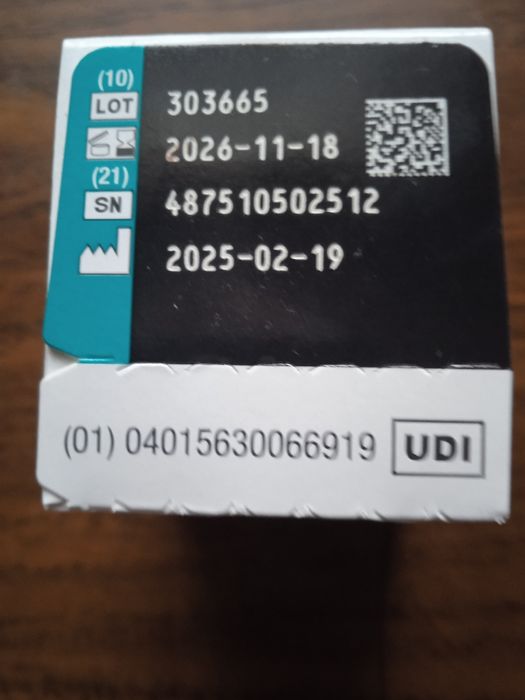 (10)
LOT 303665
2026-11-18
(21)
SN 487510502512
2025-02-19
(01) 04015630066919 UDI